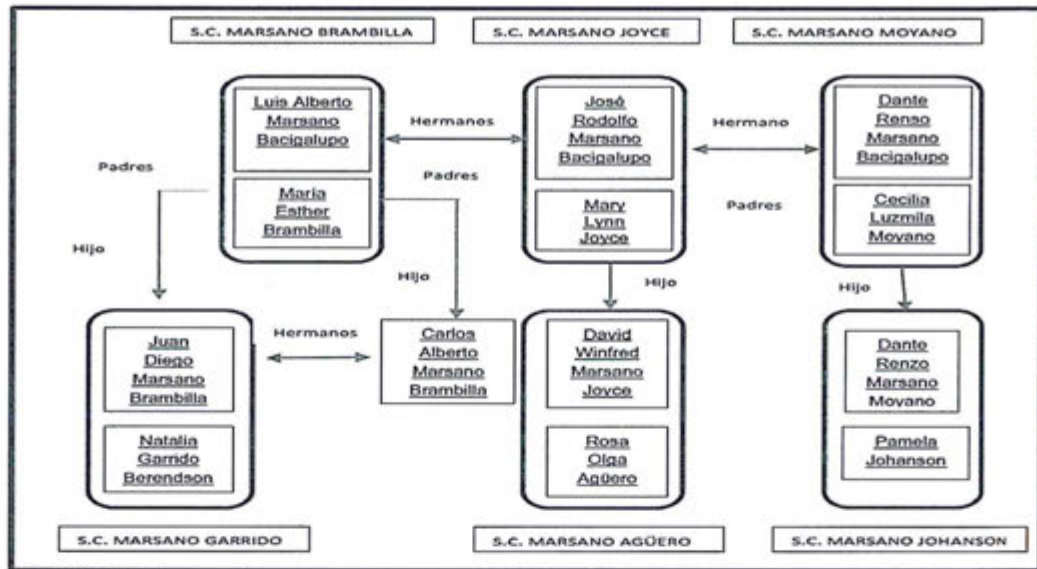 S.C. MARSANO BRAMBILLA
S.C. MARSANO JOYCE
S.C. MARSANO MOYANO
Luis Alberto
Marsano
Bacigalupo
María
Esther
Brambilla
Hermanos
José
Rodolfo
Marsano
Bacigalupo
Mary
Lynn
Joyce
Hermano
Dante
Renso
Marsano
Bacigalupo
Cecilia
Luzmila
Moyano
Padres
Padres
Padres
Hijo
Hijo
Hijo
Hijo
Juan
Diego
Marsano
Brambilla
Natalia
Garrido
Berendson
Hermanos
Carlos
Alberto
Marsano
Brambilla
David
Winfred
Marsano
Joyce
Rosa
Olga
Agüero
Dante
Renzo
Marsano
Moyano
Pamela
Johanson
S.C. MARSANO GARRIDO
S.C. MARSANO AGÜERO
S.C. MARSANO JOHANSON